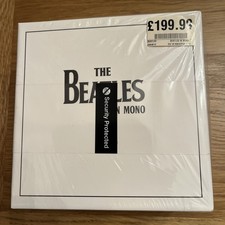 £199.99
THE
BEATLES
IN MONO
Security Protected